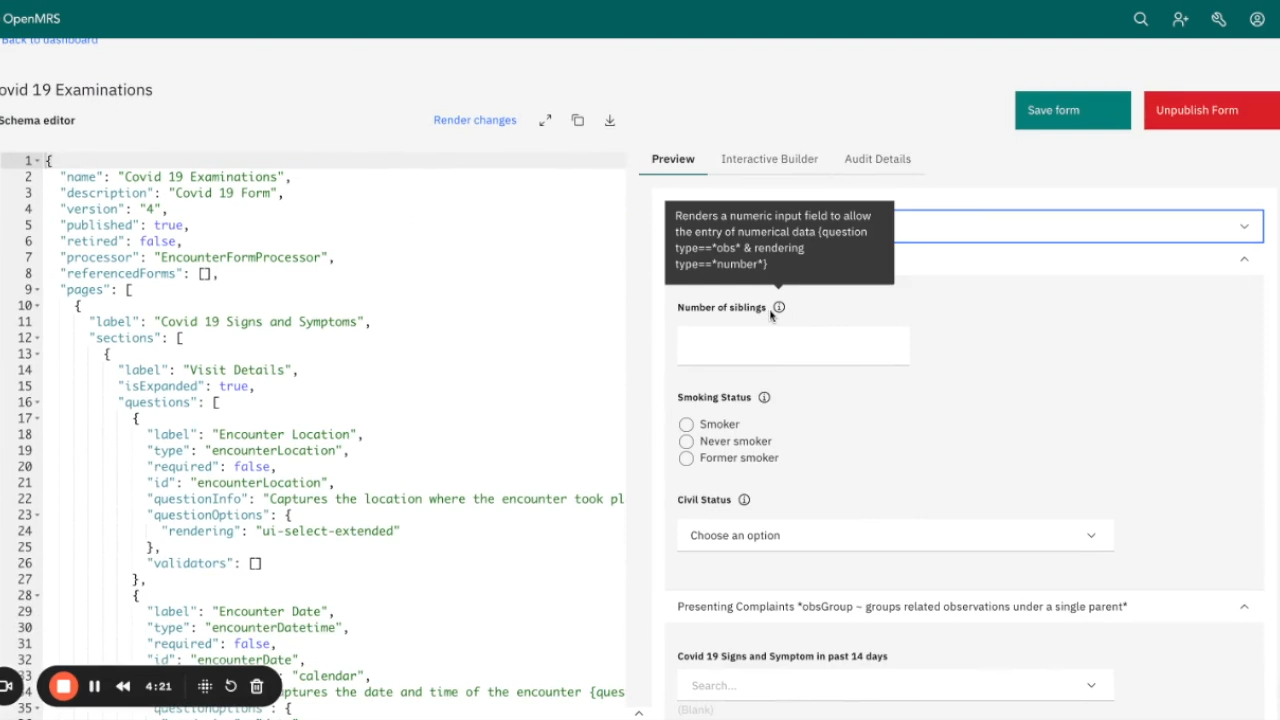 OpenMRS
Back to dashboard
ovid 19 Examinations
Schema editor
Render changes
Save form
Unpublish Form
1 {
2 "name": "Covid 19 Examinations",
3 "description": "Covid 19 Form",
4 "version": "4",
5 "published": true,
6 "retired": false,
7 "processor": "EncounterFormProcessor",
8 "referencedForms": [],
9 "pages": [
10 {
11 "label": "Covid 19 Signs and Symptoms",
12 "sections": [
13 {
14 "label": "Visit Details",
15 "isExpanded": true,
16 "questions": [
17 {
18 "label": "Encounter Location",
19 "type": "encounterLocation",
20 "required": false,
21 "id": "encounterLocation",
22 "questionInfo": "Captures the location where the encounter took pl
23 "questionOptions": {
24 "rendering": "ui-select-extended"
25 },
26 "validators": []
27 },
28 {
29 "label": "Encounter Date",
30 "type": "encounterDatetime",
31 "required": false,
32 "id": "encounterDate",
33 "calendar",
34 aptures the date and time of the encounter {ques
35 "questionOptions": {
4:21
Preview
Interactive Builder
Audit Details
Renders a numeric input field to allow
the entry of numerical data {question
type==*obs* & rendering
type==*number*}
Number of siblings
Smoking Status
Smoker
Never smoker
Former smoker
Civil Status
Choose an option
Presenting Complaints *obsGroup ~ groups related observations under a single parent*
Covid 19 Signs and Symptom in past 14 days
Search...
(Blank)